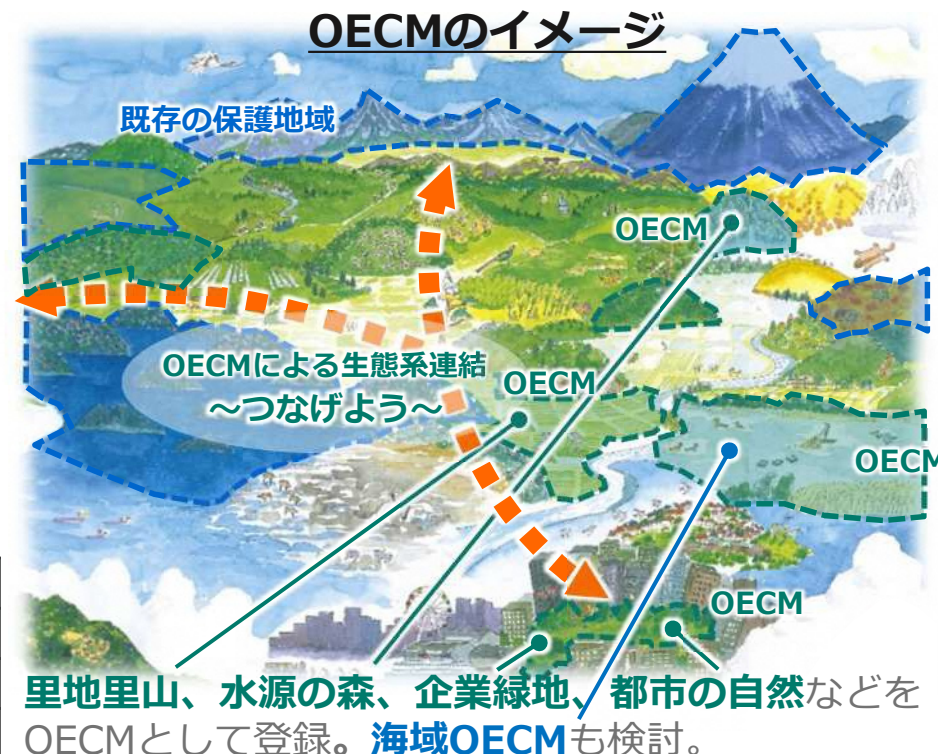 OECMのイメージ
既存の保護地域
OECM
OECMによる生態系連結
～つなげよう～
OECM
OECM
OECM
里地里山、水源の森、企業緑地、都市の自然などを
OECMとして登録。海域OECMも検討。